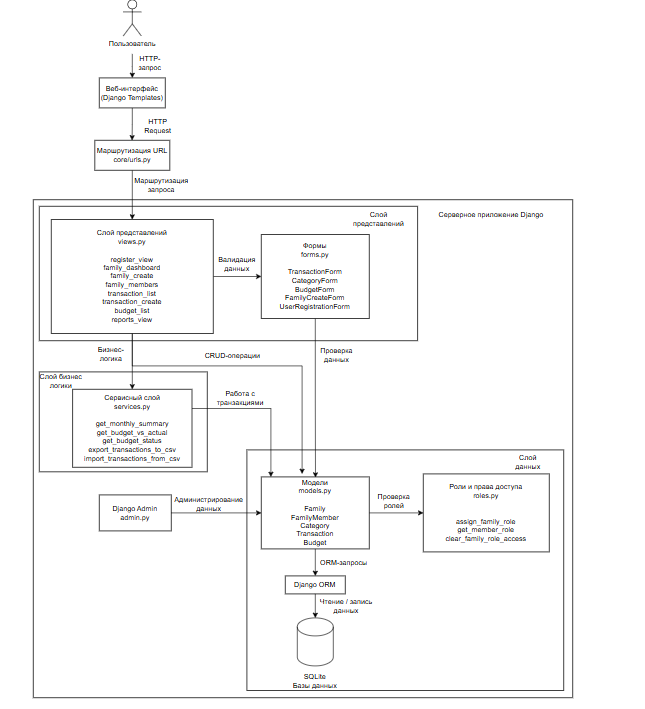 Пользователь
HTTP-
запрос
Веб-интерфейс
(Django Templates)
HTTP
Request
Маршрутизация URL
core/urls.py
Маршрутизация
запроса
Серверное приложение Django
Слой
представлений
Слой представлений
views.py
register_view
family_dashboard
family_create
family_members
transaction_list
transaction_create
budget_list
reports_view
Валидация
данных
Формы
forms.py
TransactionForm
CategoryForm
BudgetForm
FamilyCreateForm
UserRegistrationForm
Бизнес-
логика
CRUD-операции
Проверка
данных
Слой бизнес
логики
Сервисный слой
services.py
get_monthly_summary
get_budget_vs_actual
get_budget_status
export_transactions_to_csv
import_transactions_from_csv
Работа с
транзакциями
Слой
данных
Django Admin
admin.py
Администрирование
данных
Модели
models.py
Family
FamilyMember
Category
Transaction
Budget
Проверка
ролей
Роли и права доступа
roles.py
assign_family_role
get_member_role
clear_family_role_access
ORM-запросы
Django ORM
Чтение / запись
данных
SQLite
Базы данных